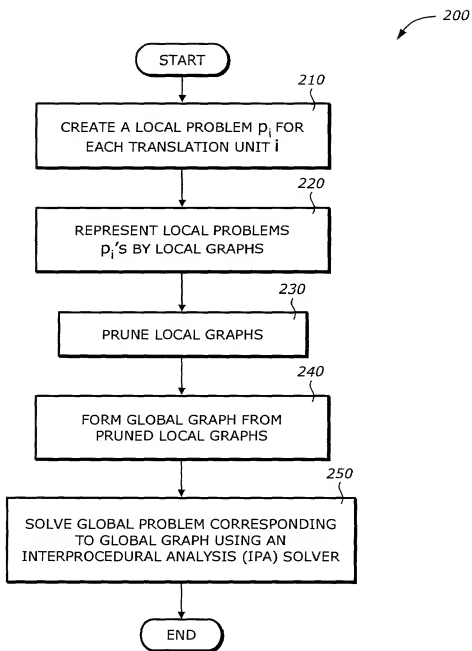 200
START
210
CREATE A LOCAL PROBLEM pi FOR
EACH TRANSLATION UNIT i
220
REPRESENT LOCAL PROBLEMS
pi's BY LOCAL GRAPHS
230
PRUNE LOCAL GRAPHS
240
FORM GLOBAL GRAPH FROM
PRUNED LOCAL GRAPHS
250
SOLVE GLOBAL PROBLEM CORRESPONDING
TO GLOBAL GRAPH USING AN
INTERPROCEDURAL ANALYSIS (IPA) SOLVER
END